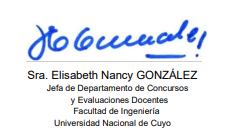 Sra. Elisabeth Nancy GONZÁLEZ
Jefa de Departamento de Concursos
y Evaluaciones Docentes
Facultad de Ingeniería
Universidad Nacional de Cuyo